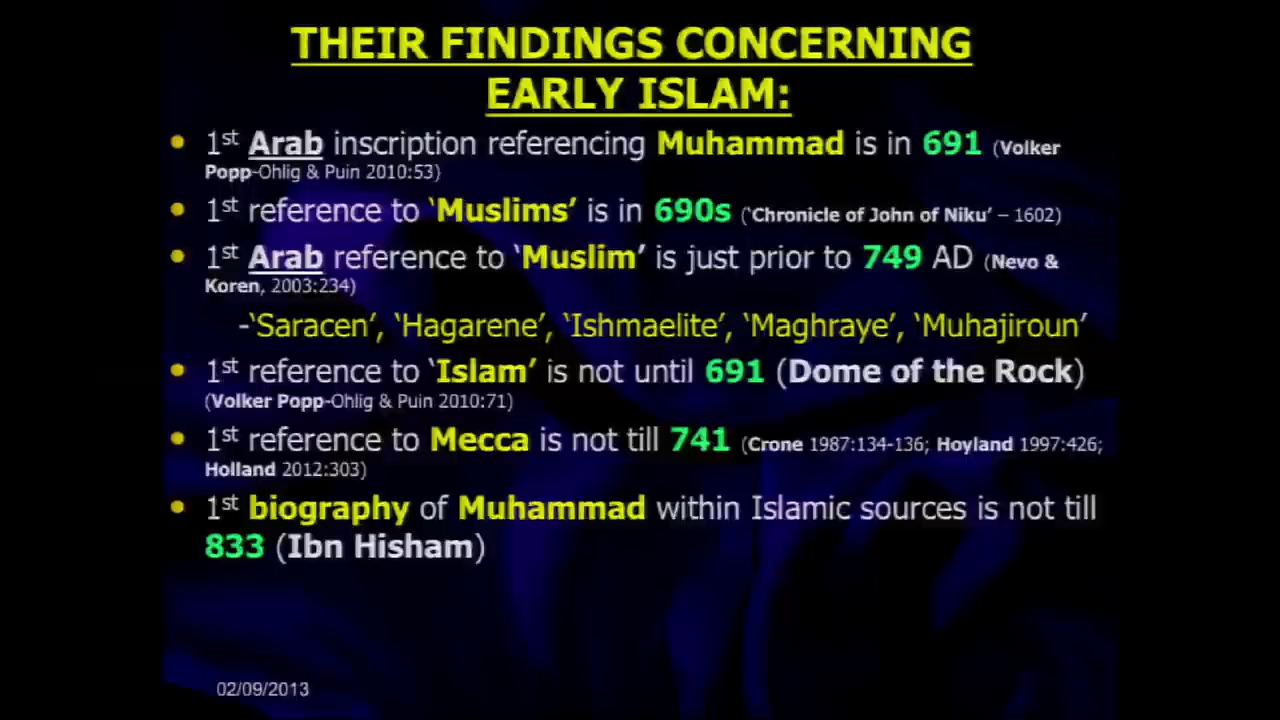 THEIR FINDINGS CONCERNING
EARLY ISLAM:
• 1st Arab inscription referencing Muhammad is in 691 (Volker
Popp-Ohlig & Puin 2010:53)
• 1st reference to ‘Muslims’ is in 690s (‘Chronicle of John of Niku’ – 1602)
• 1st Arab reference to ‘Muslim’ is just prior to 749 AD (Nevo &
Koren, 2003:234)
-‘Saracen’, ‘Hagarene’, ‘Ishmaelite’, ‘Maghraye’, ‘Muhajiroun’
• 1st reference to ‘Islam’ is not until 691 (Dome of the Rock)
(Volker Popp-Ohlig & Puin 2010:71)
• 1st reference to Mecca is not till 741 (Crone 1987:134-136; Hoyland 1997:426;
Holland 2012:303)
• 1st biography of Muhammad within Islamic sources is not till
833 (Ibn Hisham)
02/09/2013